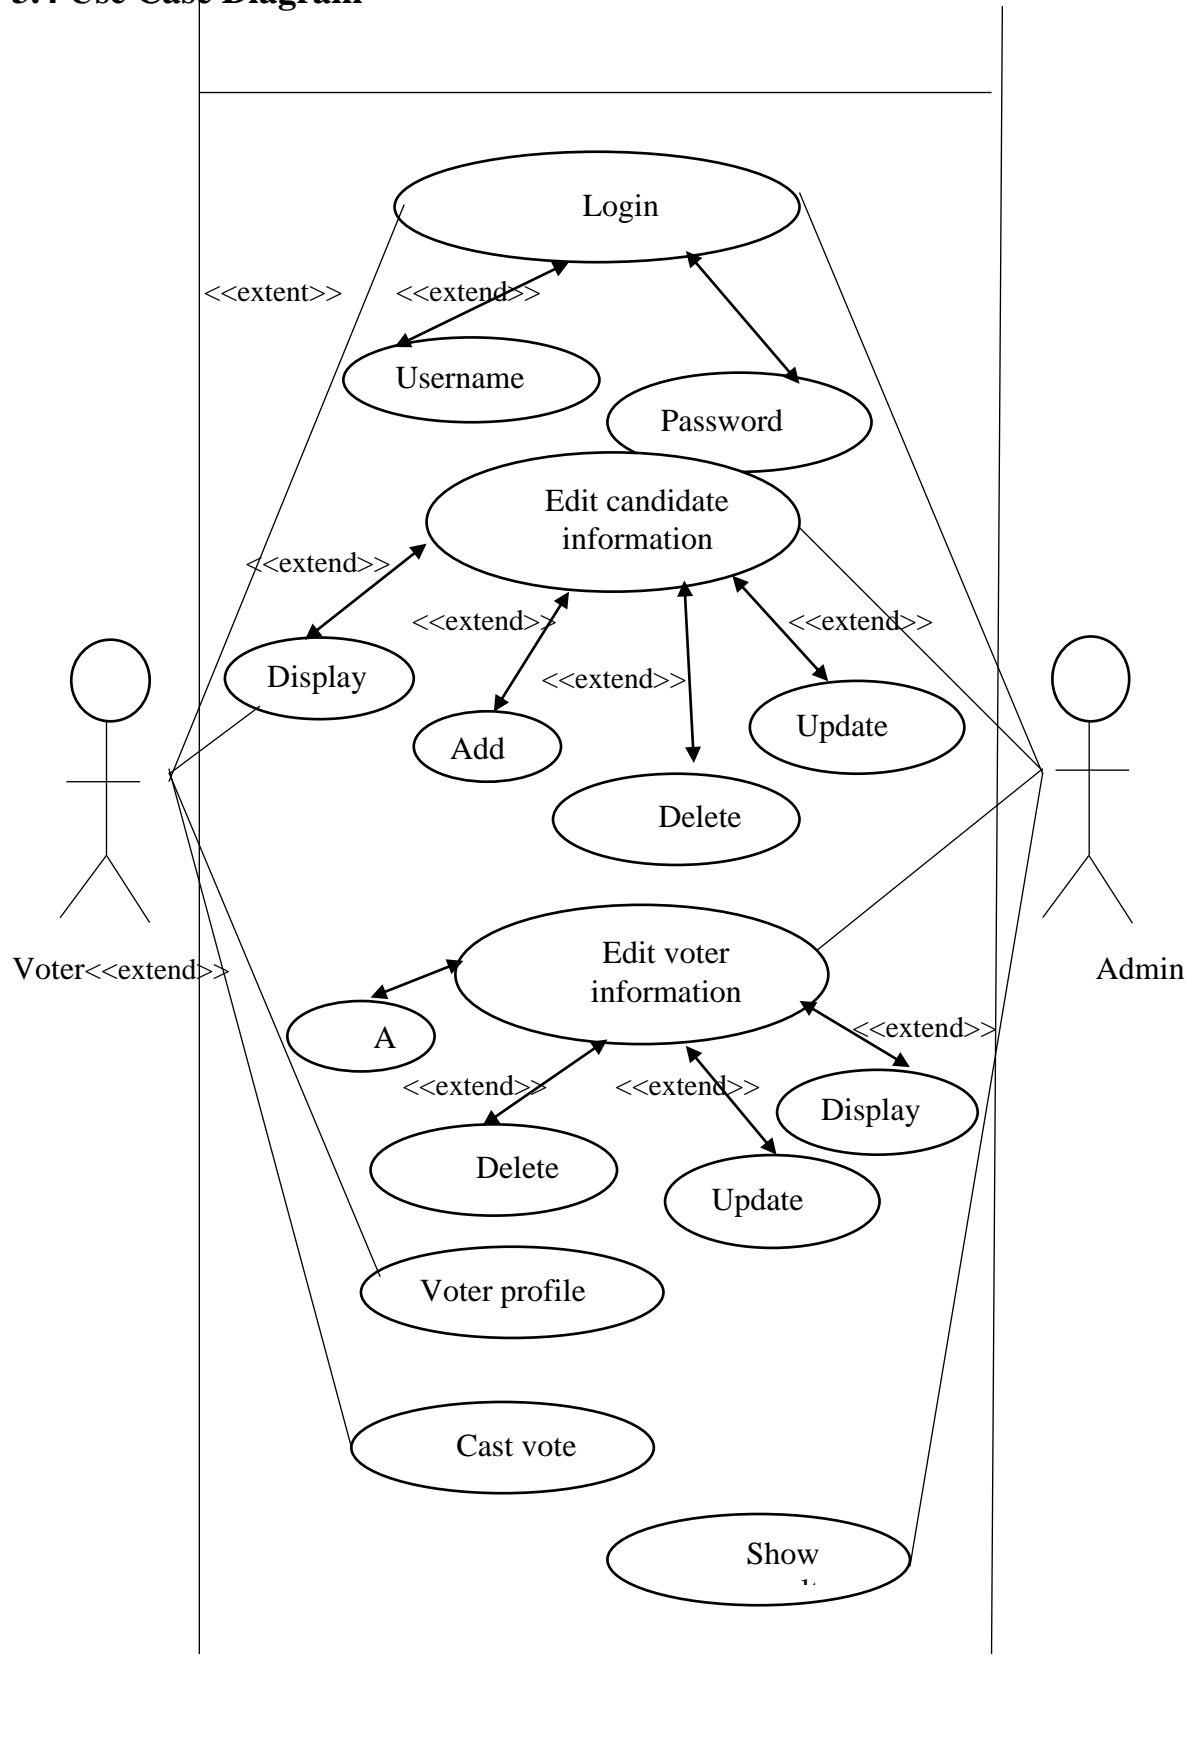 Use Case Diagram
Login
<<extent>> <<extend>>
Username
Password
Edit candidate
information
<<extend>>
<<extend>>
<<extend>>
<<extend>>
Display
Add
Update
Delete
Edit voter
information
Voter<<extend>>
Admin
<<extend>>
A
<<extend>>
<<extend>>
Display
Delete
Update
Voter profile
Cast vote
Show